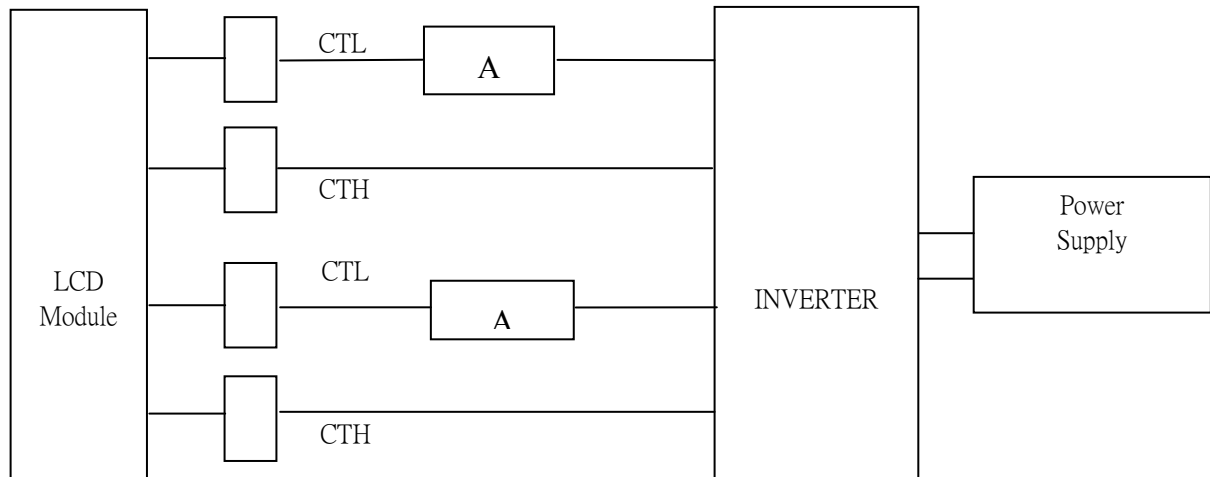 CTL
A
CTH
LCD
Module
CTL
A
CTH
INVERTER
Power
Supply